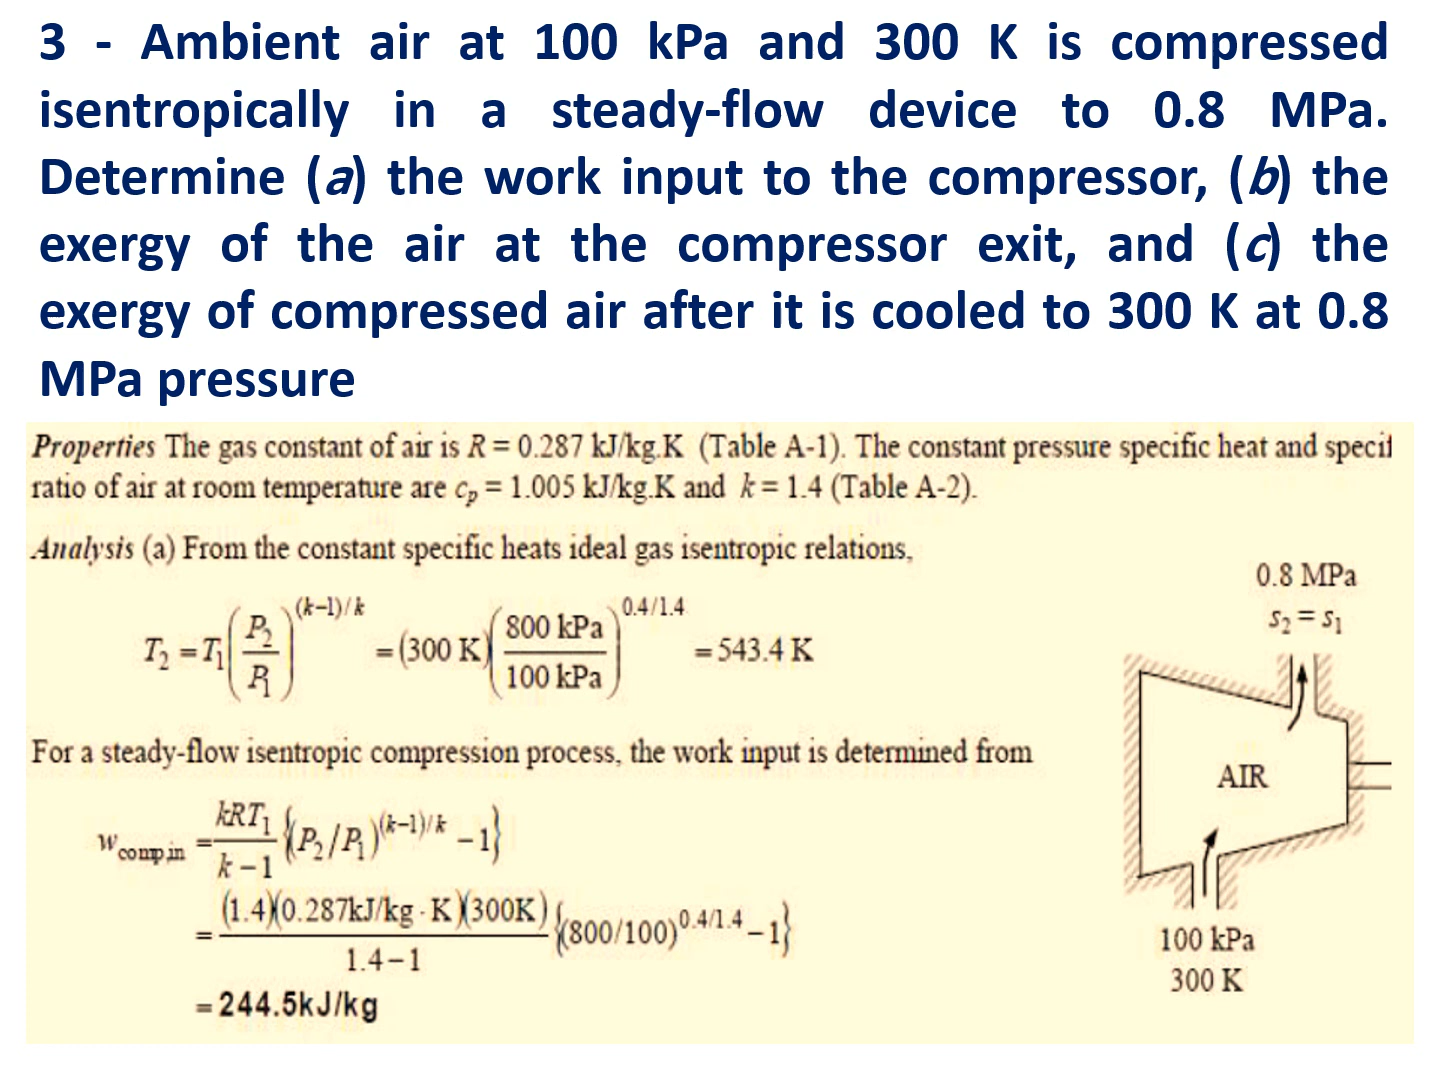 3 - Ambient air at 100 kPa and 300 K is compressed
isentropically in a steady-flow device to 0.8 MPa.
Determine (a) the work input to the compressor, (b) the
exergy of the air at the compressor exit, and (c) the
exergy of compressed air after it is cooled to 300 K at 0.8
MPa pressure
Properties The gas constant of air is R = 0.287 kJ/kg.K (Table A-1). The constant pressure specific heat and specif
ratio of air at room temperature are cp = 1.005 kJ/kg.K and k = 1.4 (Table A-2).
Analysis (a) From the constant specific heats ideal gas isentropic relations,
T2 = T1 (P2/P1)^(k−1)/k = (300 K)(800 kPa/100 kPa)^0.4/1.4 = 543.4 K
For a steady-flow isentropic compression process, the work input is determined from
w comp,in = kRT1/k−1 {(P2/P1)^(k−1)/k − 1}
= (1.4)(0.287kJ/kg·K)(300K)/1.4−1 {(800/100)^0.4/1.4 − 1}
= 244.5kJ/kg
0.8 MPa
s2 = s1
AIR
100 kPa
300 K